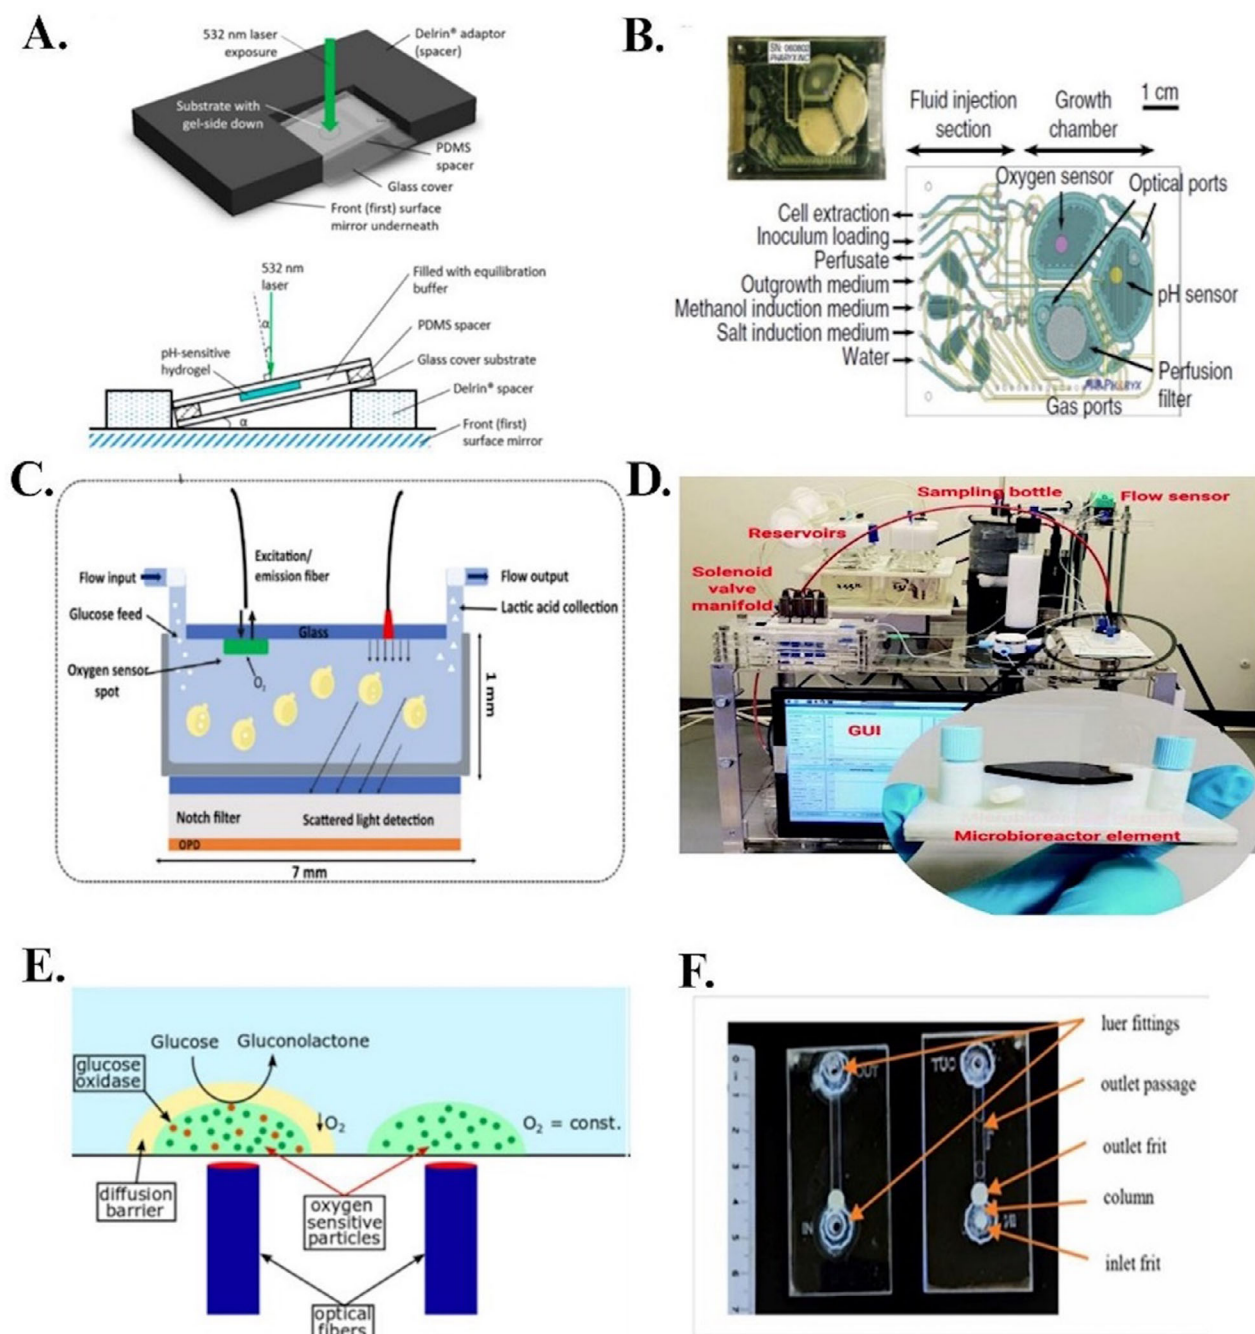 A.
532 nm laser
exposure
Delrin® adaptor
(spacer)
Substrate with
gel-side down
PDMS
spacer
Glass cover
Front (first) surface
mirror underneath
532 nm
laser
Filled with equilibration
buffer
α
PDMS spacer
pH-sensitive
hydrogel
Glass cover substrate
Delrin® spacer
α
Front (first)
surface mirror
B.
SN: 060802
PHARYX INC
Fluid injection
section
Growth
chamber
1 cm
Oxygen sensor
Optical ports
Cell extraction
Inoculum loading
Perfusate
Outgrowth medium
Methanol induction medium
Salt induction medium
Water
pH sensor
Perfusion
filter
Gas ports
C.
Excitation/
emission fiber
Flow input
Flow output
Glucose feed
Lactic acid collection
Glass
Oxygen sensor
spot
O2
1 mm
Notch filter
Scattered light detection
OPD
7 mm
D.
Sampling bottle
Flow sensor
Reservoirs
Solenoid
valve
manifold
GUI
Microbioreactor element
E.
Glucose
Gluconolactone
glucose
oxidase
↓O₂
O₂ = const.
diffusion
barrier
oxygen
sensitive
particles
optical
fibers
F.
luer fittings
OUT
OUT
outlet passage
outlet frit
column
IN
IN
inlet frit